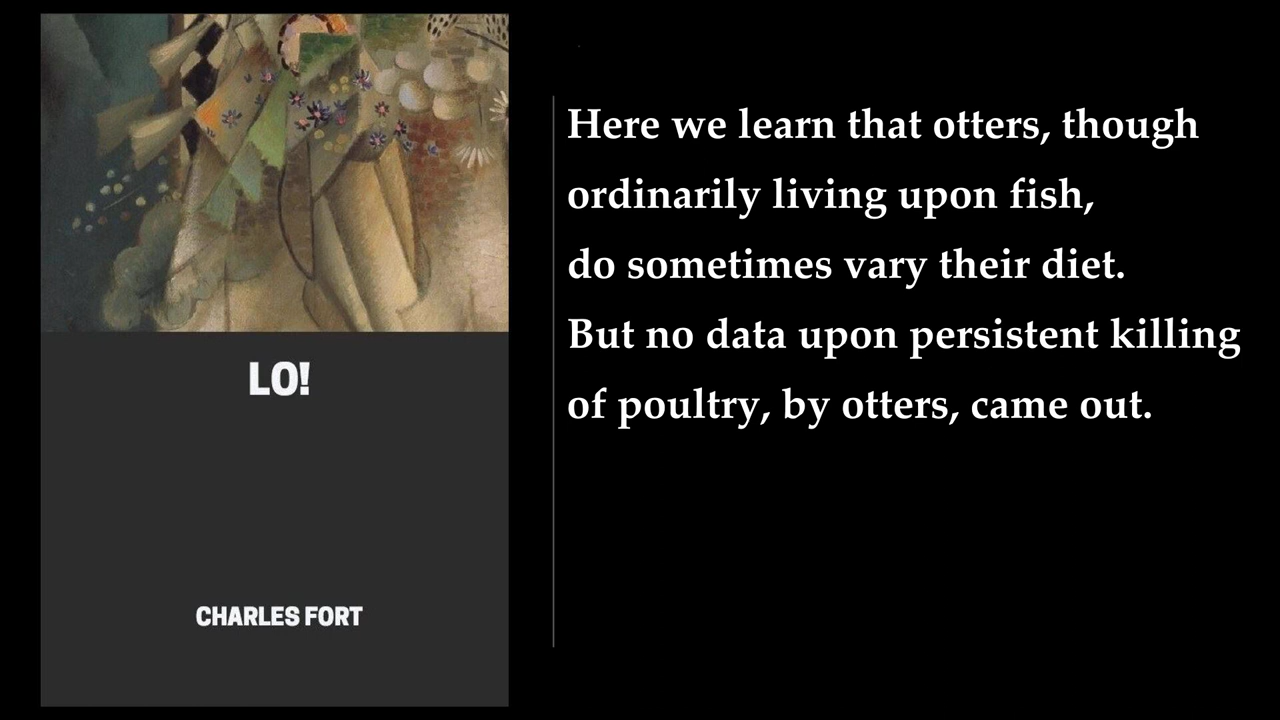 LO!
CHARLES FORT
Here we learn that otters, though
ordinarily living upon fish,
do sometimes vary their diet.
But no data upon persistent killing
of poultry, by otters, came out.